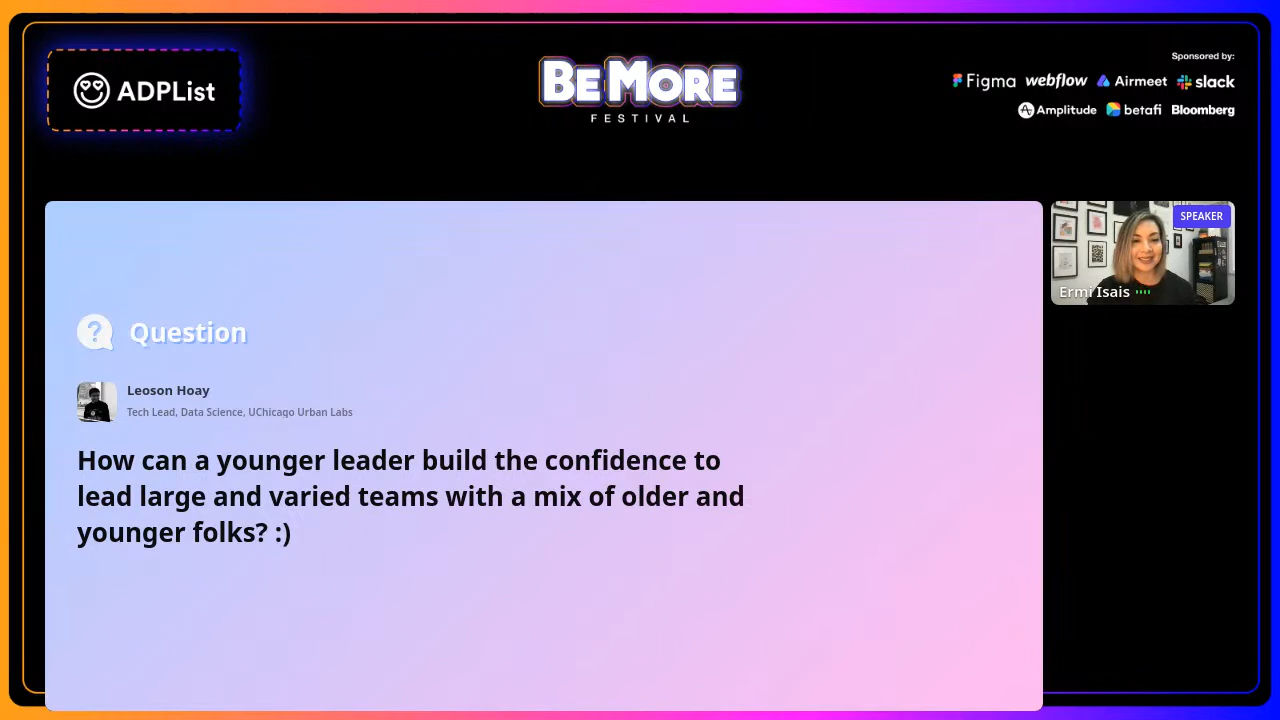 ADPList
BE MORE
FESTIVAL
Sponsored by:
Figma webflow Airmeet slack
Amplitude betafi Bloomberg
SPEAKER
Ermi Isais
Question
Leoson Hoay
Tech Lead, Data Science, UChicago Urban Labs
How can a younger leader build the confidence to
lead large and varied teams with a mix of older and
younger folks? :)